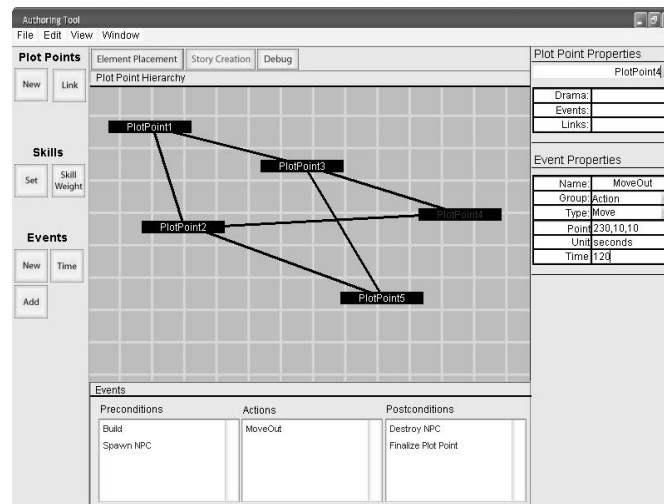 Authoring Tool
File Edit View Window
Plot Points
New
Link
Skills
Set
Skill
Weight
Events
New
Time
Add
Element Placement
Story Creation
Debug
Plot Point Hierarchy
PlotPoint1
PlotPoint3
PlotPoint4
PlotPoint2
PlotPoint5
Events
Preconditions
Build
Spawn NPC
Actions
MoveOut
Postconditions
Destroy NPC
Finalize Plot Point
Plot Point Properties
PlotPoint4
Drama:
Events:
Links:
Event Properties
Name: MoveOut
Group: Action
Type: Move
Point 230,10,10
Unit seconds
Time 120